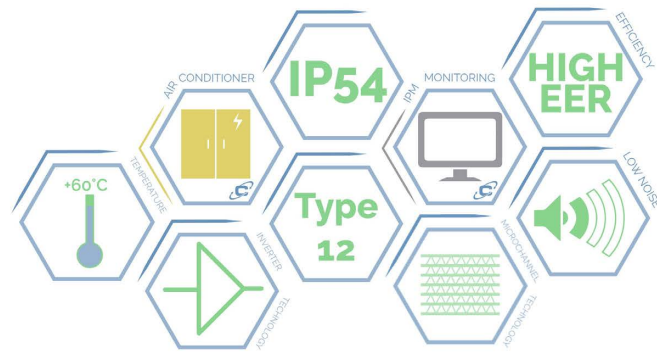 AIR CONDITIONER
IP54
IPM MONITORING
HIGH
EER
EFFICIENCY
+60°C
TEMPERATURE
Type
12
LOW NOISE
INVERTER TECHNOLOGY
MICROCHANNEL TECHNOLOGY